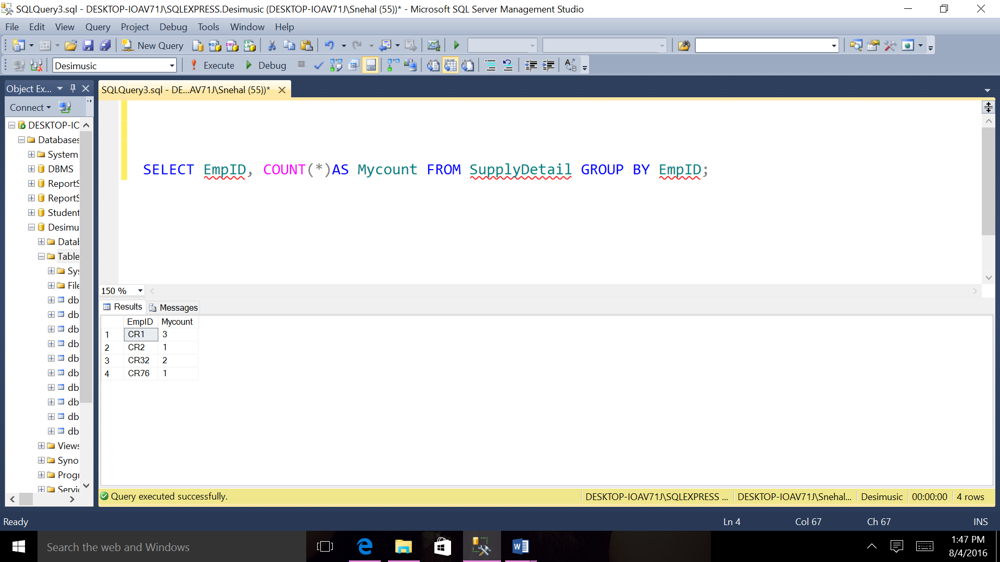 SQLQuery3.sql - DESKTOP-IOAV71J\SQLEXPRESS.Desimusic (DESKTOP-IOAV71J\Snehal (55))* - Microsoft SQL Server Management Studio
File Edit View Query Project Debug Tools Window Help
New Query
Desimusic Execute Debug
Object Ex...
SQLQuery3.sql - DE...AV71J\Snehal (55))*
Connect
DESKTOP-IO
Databases
System
DBMS
ReportS
ReportS
Student
Desimu
Datab
Table
Sys
File
db
db
db
db
db
db
db
db
db
db
Views
Syno
Progr
Servic
SELECT EmpID, COUNT(*)AS Mycount FROM SupplyDetail GROUP BY EmpID;
150 %
Results Messages
EmpID Mycount
1 CR1 3
2 CR2 1
3 CR32 2
4 CR76 1
Query executed successfully. DESKTOP-IOAV71J\SQLEXPRESS ... DESKTOP-IOAV71J\Snehal... Desimusic 00:00:00 4 rows
Ready Ln 4 Col 67 Ch 67 INS
Search the web and Windows
1:47 PM
8/4/2016